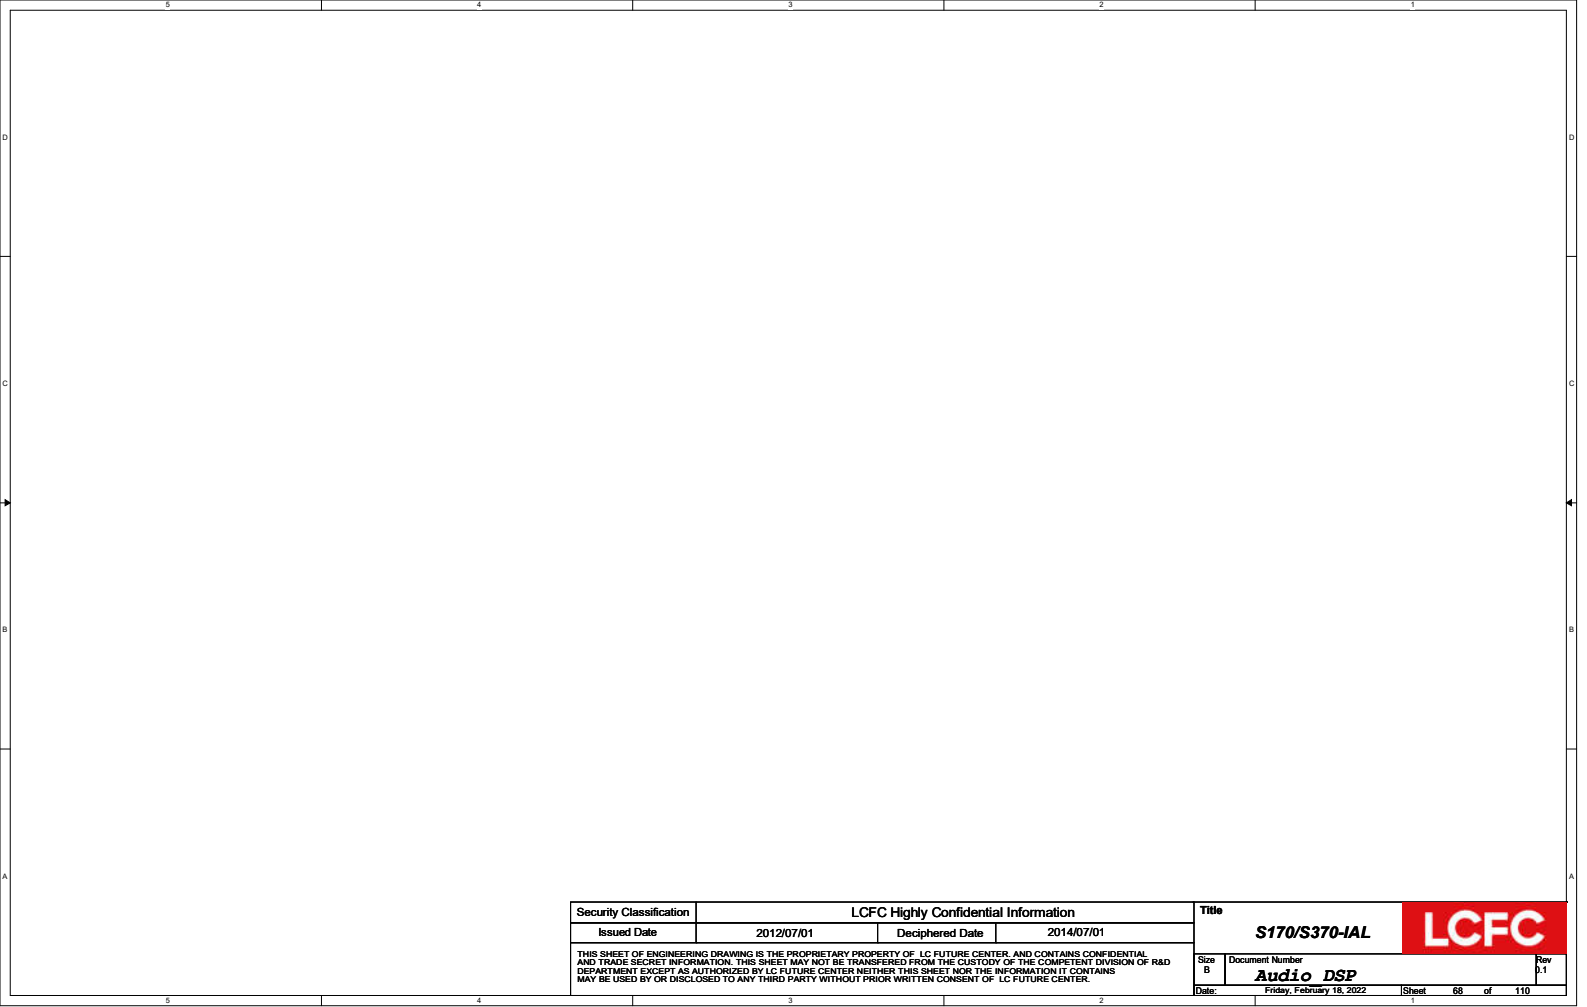 5 4 3 2 1
D D
C C
B B
A A
Security Classification LCFC Highly Confidential Information
Issued Date 2012/07/01 Deciphered Date 2014/07/01
THIS SHEET OF ENGINEERING DRAWING IS THE PROPRIETARY PROPERTY OF LC FUTURE CENTER. AND CONTAINS CONFIDENTIAL
AND TRADE SECRET INFORMATION. THIS SHEET MAY NOT BE TRANSFERED FROM THE CUSTODY OF THE COMPETENT DIVISION OF R&D
DEPARTMENT EXCEPT AS AUTHORIZED BY LC FUTURE CENTER NEITHER THIS SHEET NOR THE INFORMATION IT CONTAINS
MAY BE USED BY OR DISCLOSED TO ANY THIRD PARTY WITHOUT PRIOR WRITTEN CONSENT OF LC FUTURE CENTER.
Title
S170/S370-IAL
LCFC
Size Document Number Rev
B Audio_DSP 0.1
Date: Friday, February 18, 2022 Sheet 68 of 110
5 4 3 2 1